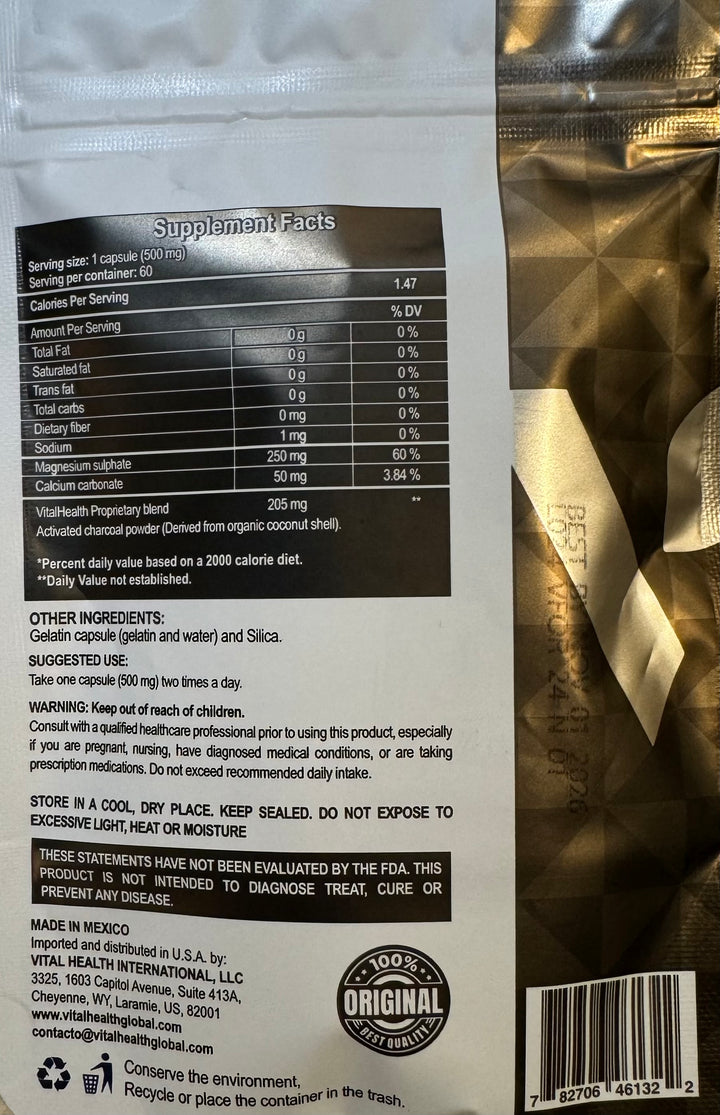 Supplement Facts
Serving size: 1 capsule (500 mg)
Serving per container: 60
Calories Per Serving 1.47
Amount Per Serving % DV
Total Fat 0 g 0 %
Saturated fat 0 g 0 %
Trans fat 0 g 0 %
Total carbs 0 g 0 %
Dietary fiber 0 mg 0 %
Sodium 1 mg 0 %
Magnesium sulphate 250 mg 60 %
Calcium carbonate 50 mg 3.84 %
VitalHealth Proprietary blend 205 mg **
Activated charcoal powder (Derived from organic coconut shell).
*Percent daily value based on a 2000 calorie diet.
**Daily Value not established.
OTHER INGREDIENTS:
Gelatin capsule (gelatin and water) and Silica.
SUGGESTED USE:
Take one capsule (500 mg) two times a day.
WARNING: Keep out of reach of children.
Consult with a qualified healthcare professional prior to using this product, especially
if you are pregnant, nursing, have diagnosed medical conditions, or are taking
prescription medications. Do not exceed recommended daily intake.
STORE IN A COOL, DRY PLACE. KEEP SEALED. DO NOT EXPOSE TO
EXCESSIVE LIGHT, HEAT OR MOISTURE
THESE STATEMENTS HAVE NOT BEEN EVALUATED BY THE FDA. THIS
PRODUCT IS NOT INTENDED TO DIAGNOSE TREAT, CURE OR
PREVENT ANY DISEASE.
MADE IN MEXICO
Imported and distributed in U.S.A. by:
VITAL HEALTH INTERNATIONAL, LLC
3325, 1603 Capitol Avenue, Suite 413A,
Cheyenne, WY, Laramie, US, 82001
www.vitalhealthglobal.com
contacto@vitalhealthglobal.com
Conserve the environment,
Recycle or place the container in the trash.
100%
ORIGINAL
BEST QUALITY
BEST 2026
7 82706 46132 2